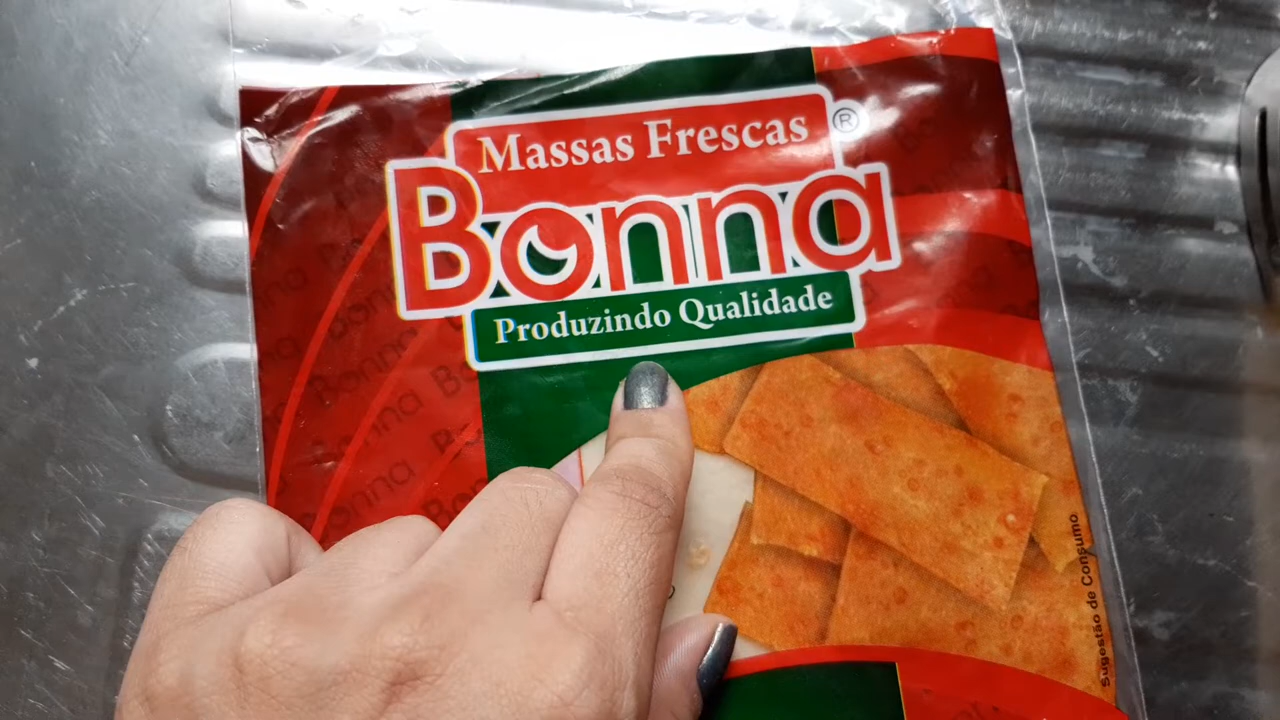 Massas Frescas
®
Bonna
Produzindo Qualidade
Sugestão de Consumo